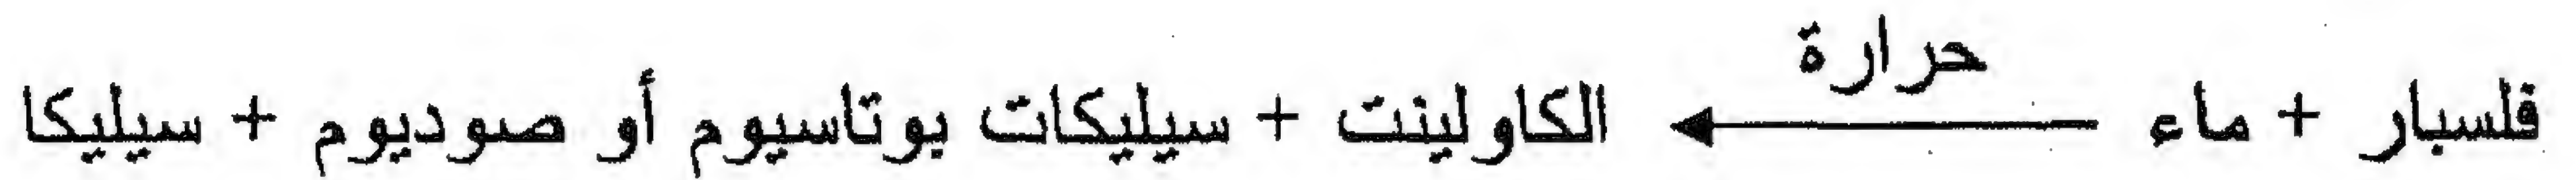 حرارة
فلسبار + ماء ← الكاولينت + سيليكات بوتاسيوم أو صوديوم + سيليكا